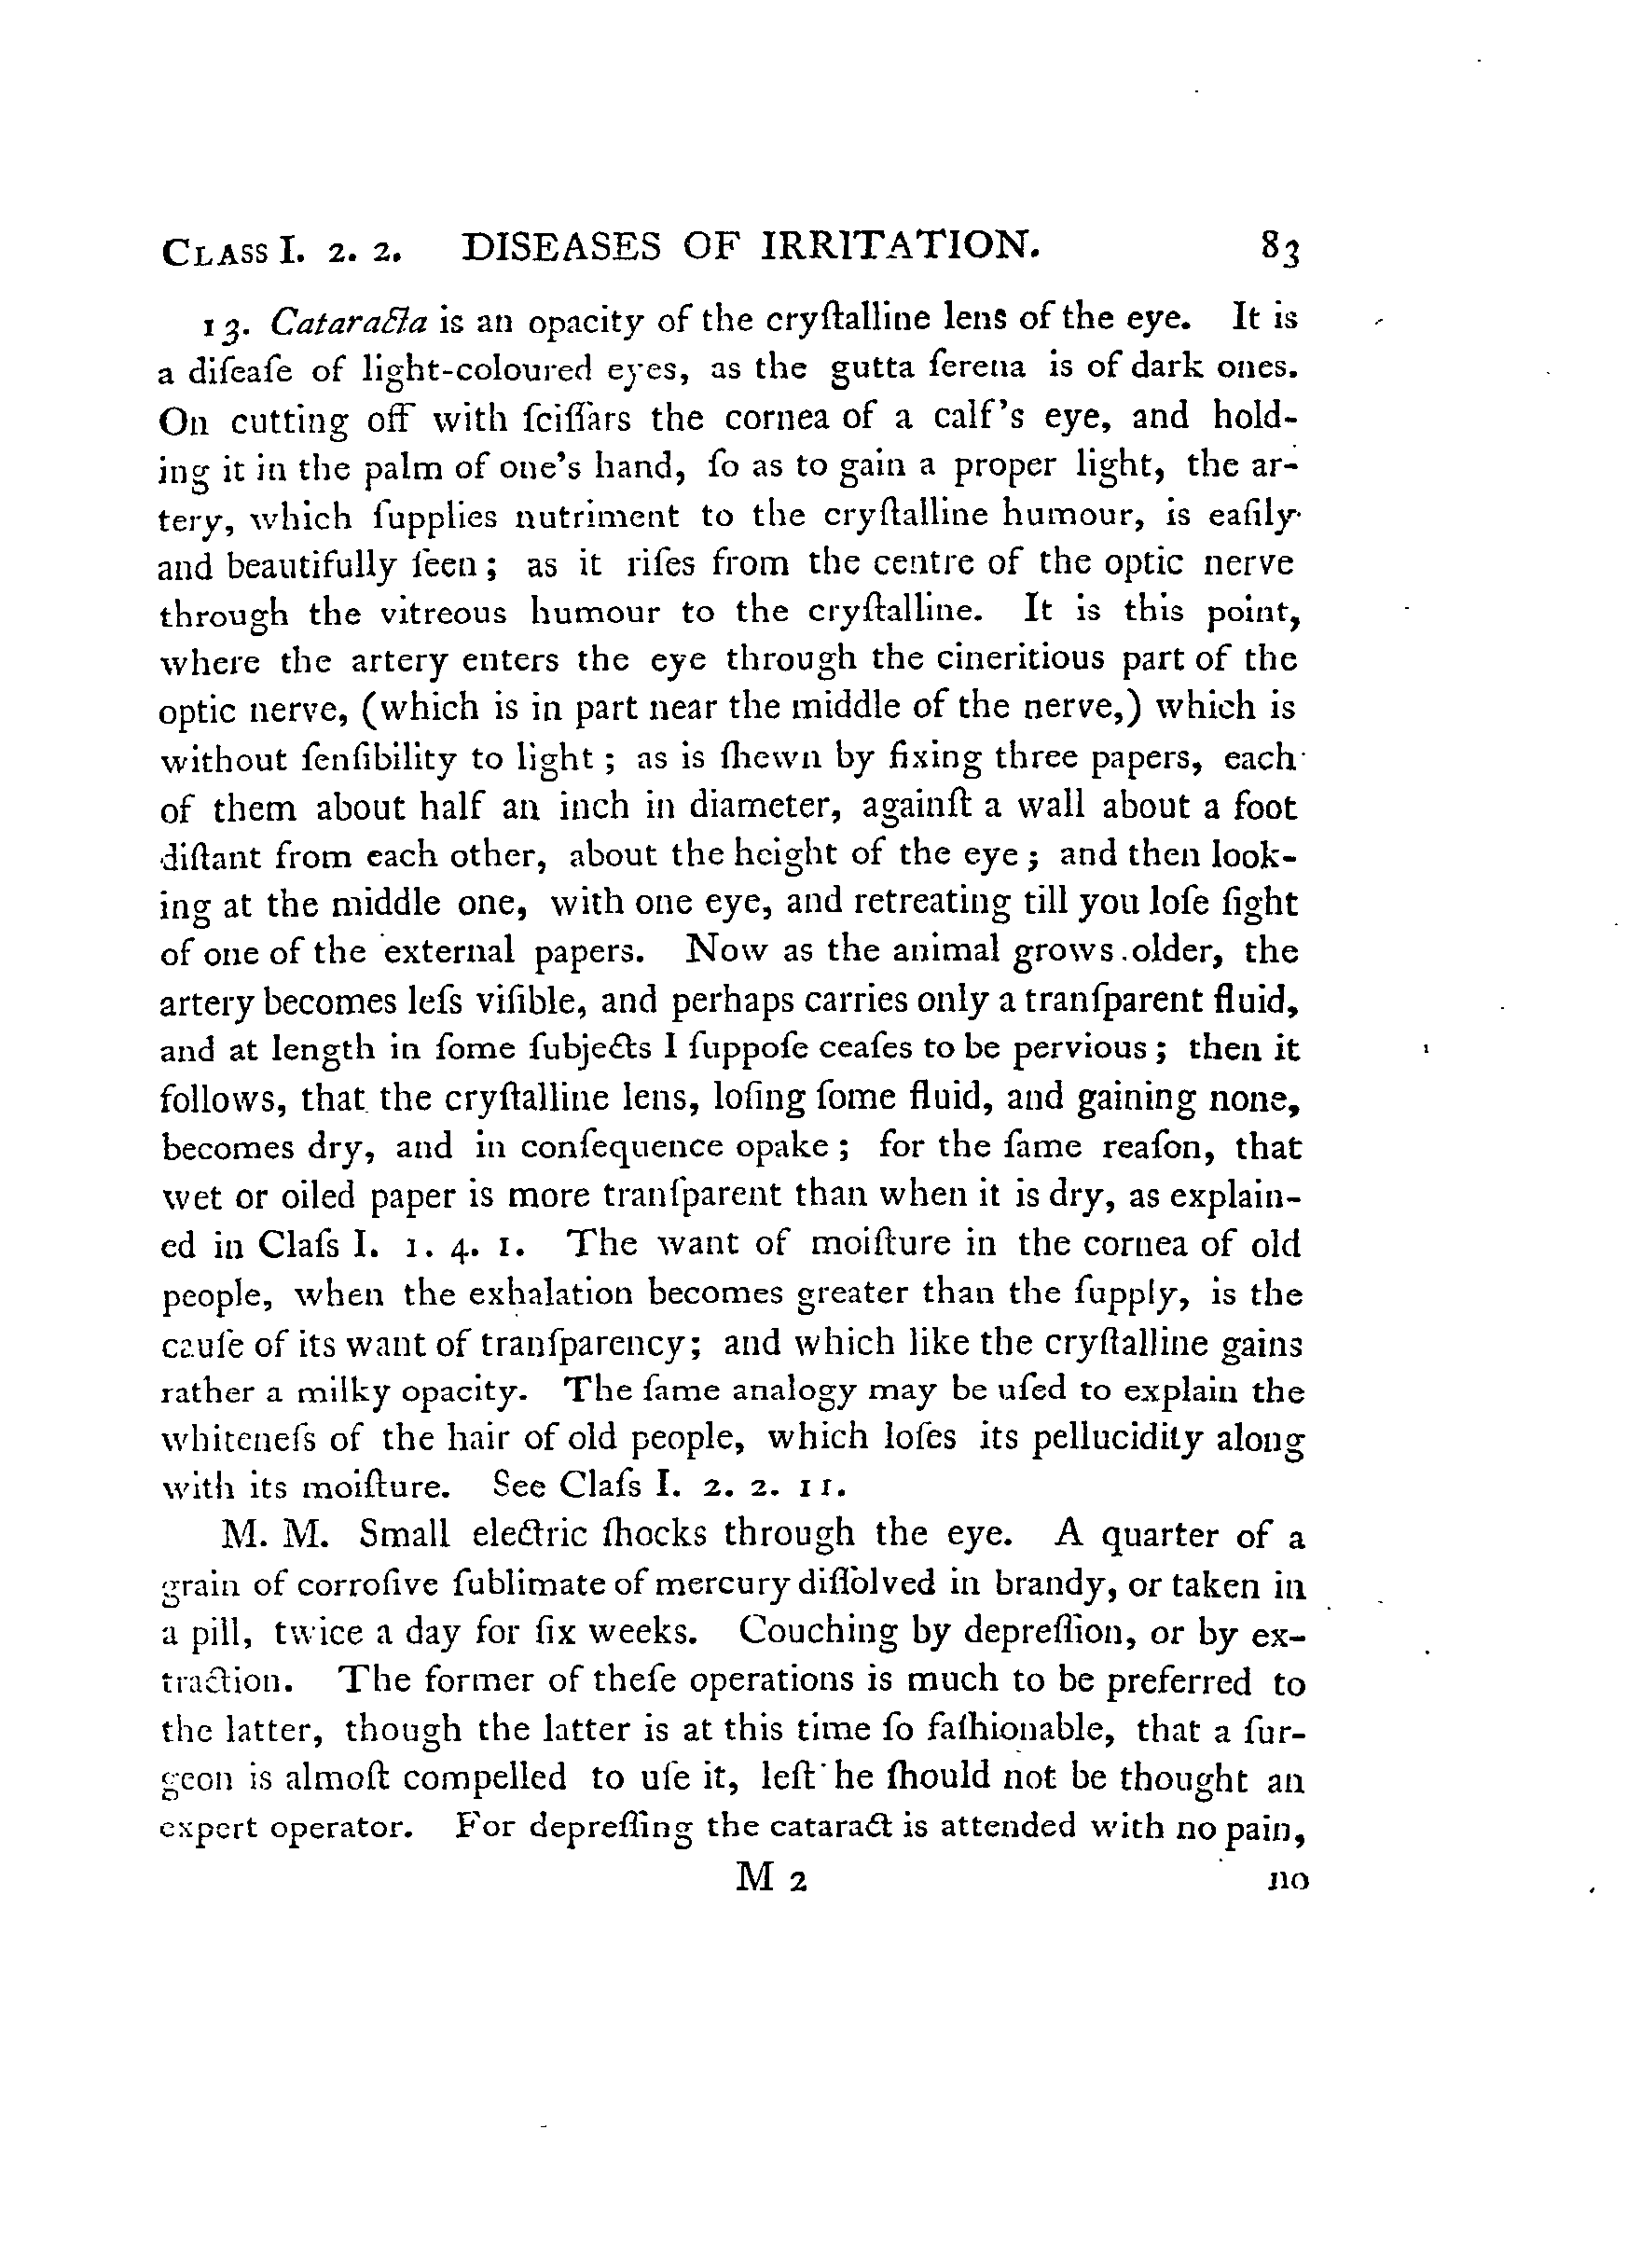 CLASS I. 2. 2. DISEASES OF IRRITATION. 83
13. Cataracta is an opacity of the cryſtalline lens of the eye. It is
a diſeaſe of light-coloured eyes, as the gutta ſerena is of dark ones.
On cutting off with ſciſſars the cornea of a calf's eye, and hold-
ing it in the palm of one's hand, ſo as to gain a proper light, the ar-
tery, which ſupplies nutriment to the cryſtalline humour, is eaſily
and beautifully ſeen; as it riſes from the centre of the optic nerve
through the vitreous humour to the cryſtalline. It is this point,
where the artery enters the eye through the cineritious part of the
optic nerve, (which is in part near the middle of the nerve,) which is
without ſenſibility to light; as is ſhewn by fixing three papers, each
of them about half an inch in diameter, againſt a wall about a foot
diſtant from each other, about the height of the eye; and then look-
ing at the middle one, with one eye, and retreating till you loſe ſight
of one of the external papers. Now as the animal grows older, the
artery becomes leſs viſible, and perhaps carries only a tranſparent fluid,
and at length in ſome ſubjects I ſuppoſe ceaſes to be pervious; then it
follows, that the cryſtalline lens, loſing ſome fluid, and gaining none,
becomes dry, and in conſequence opake; for the ſame reaſon, that
wet or oiled paper is more tranſparent than when it is dry, as explain-
ed in Claſs I. 1. 4. 1. The want of moiſture in the cornea of old
people, when the exhalation becomes greater than the ſupply, is the
cauſe of its want of tranſparency; and which like the cryſtalline gains
rather a milky opacity. The ſame analogy may be uſed to explain the
whiteneſs of the hair of old people, which loſes its pellucidity along
with its moiſture. See Claſs I. 2. 2. 11.
M. M. Small electric ſhocks through the eye. A quarter of a
grain of corroſive ſublimate of mercury diſſolved in brandy, or taken in
a pill, twice a day for ſix weeks. Couching by depreſſion, or by ex-
traction. The former of theſe operations is much to be preferred to
the latter, though the latter is at this time ſo faſhionable, that a ſur-
geon is almoſt compelled to uſe it, leſt he ſhould not be thought an
expert operator. For depreſſing the cataract is attended with no pain,
M 2 no